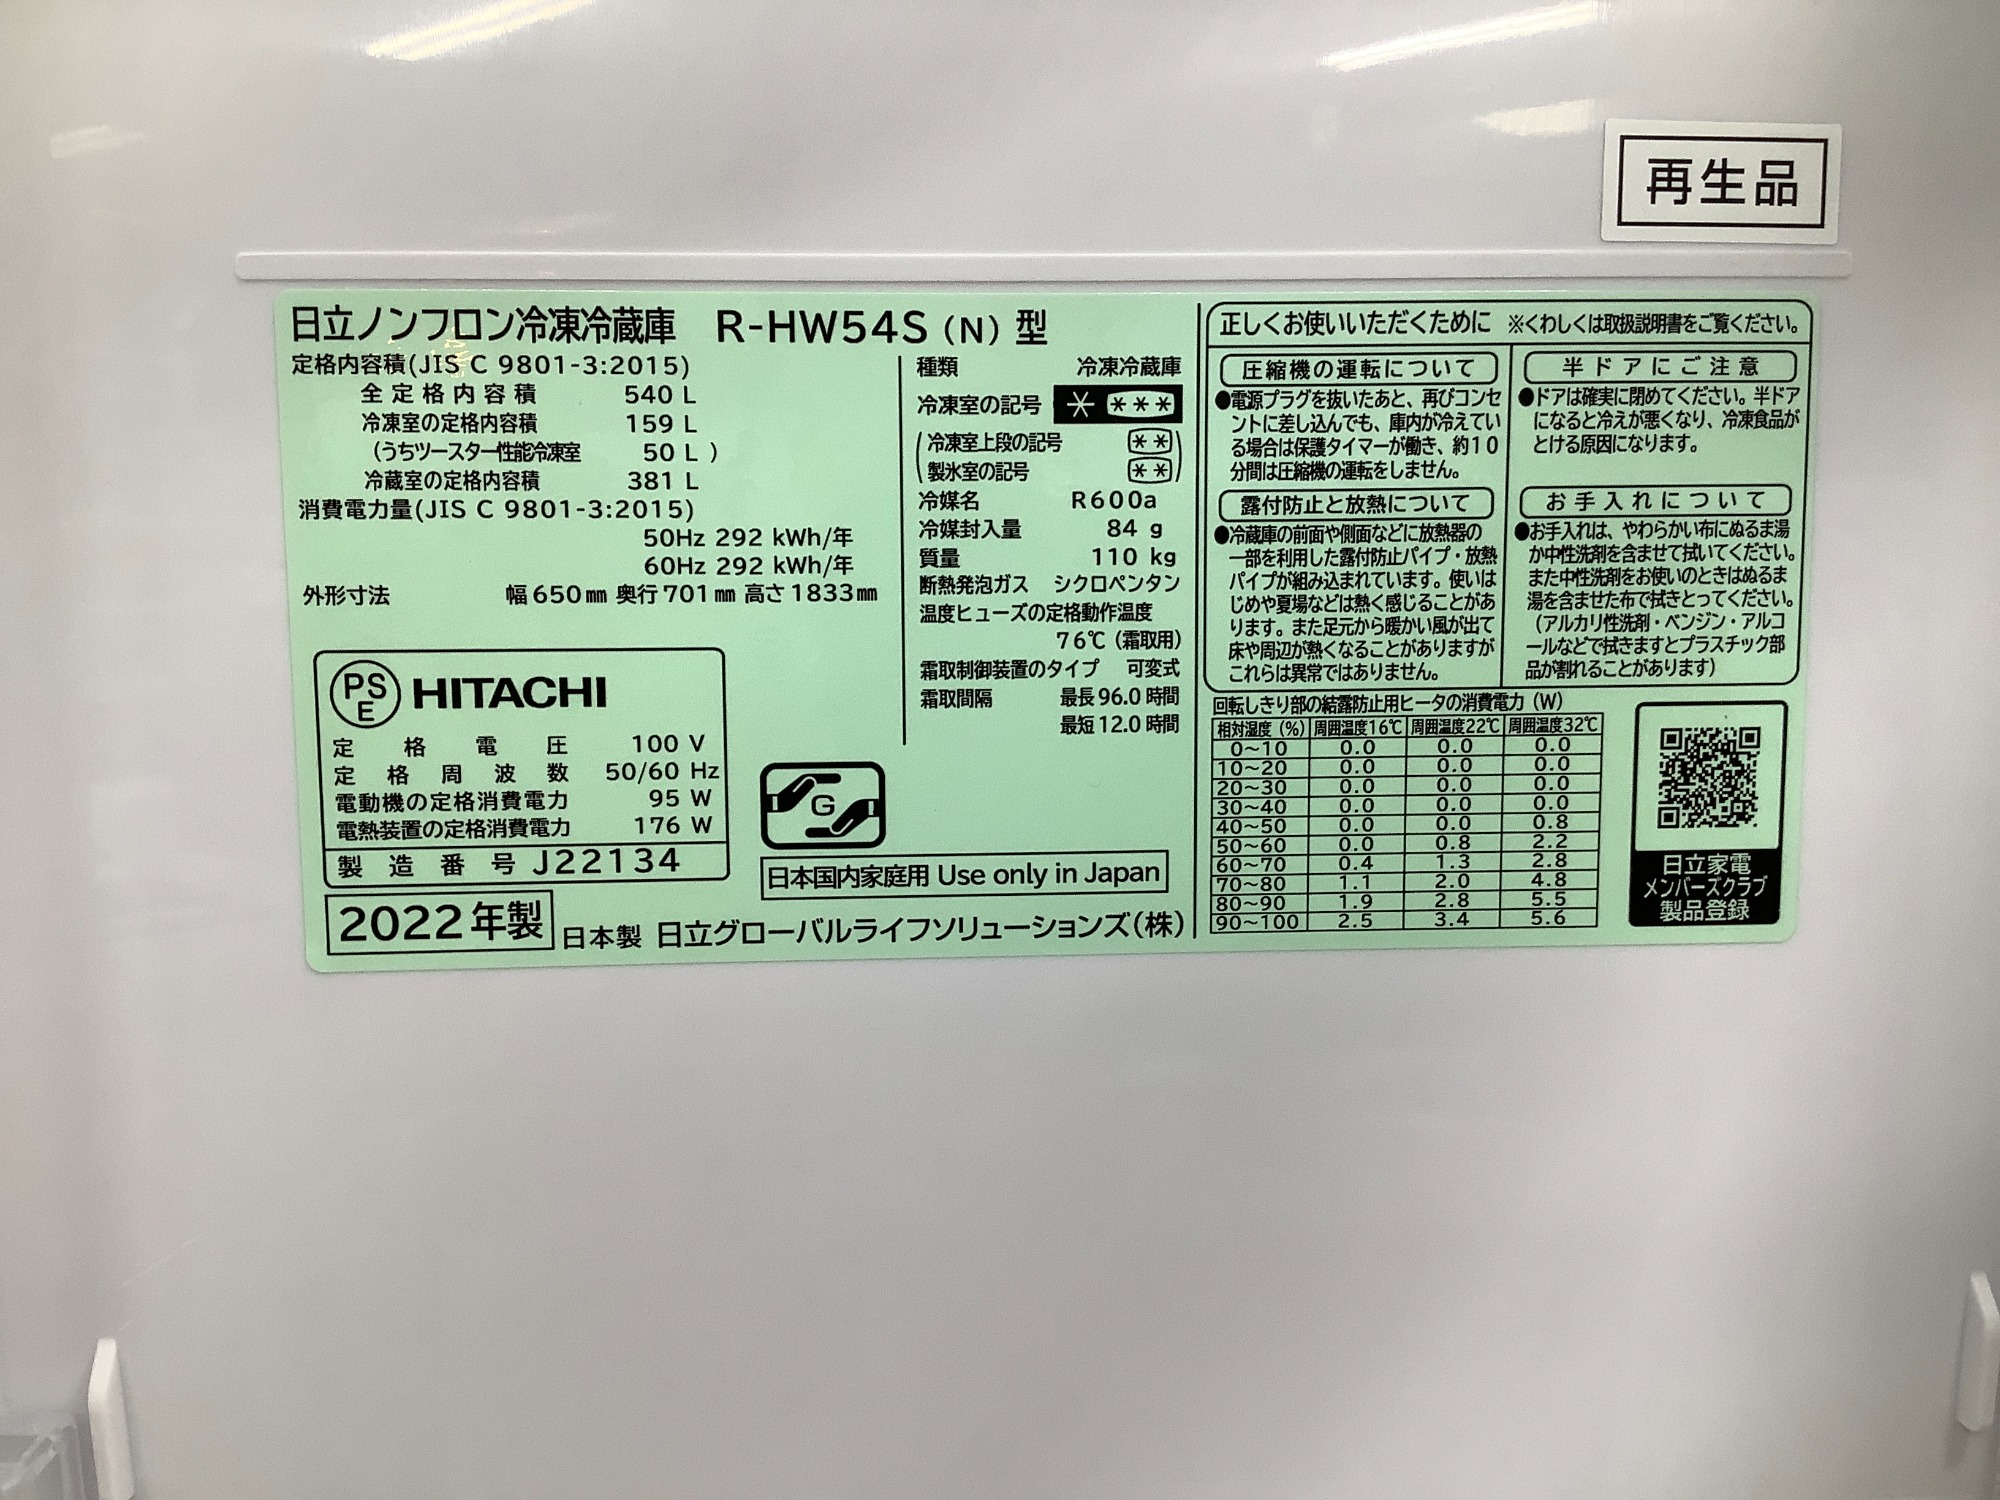 再生品
日立ノンフロン冷凍冷蔵庫 R-HW54S (N) 型
定格内容積(JIS C 9801-3:2015)
全定格内容積 540 L
冷凍室の定格内容積 159 L
(うちツースター性能冷凍室 50 L )
冷蔵室の定格内容積 381 L
消費電力量(JIS C 9801-3:2015)
50Hz 292 kWh/年
60Hz 292 kWh/年
外形寸法 幅650㎜ 奥行701㎜ 高さ1833㎜
PSE HITACHI
定格電圧 100 V
定格周波数 50/60 Hz
電動機の定格消費電力 95 W
電熱装置の定格消費電力 176 W
製造番号 J22134
2022年製
日本製 日立グローバルライフソリューションズ(株)
種類 冷凍冷蔵庫
冷凍室の記号 * ***
(冷凍室上段の記号 **)
(製氷室の記号 **)
冷媒名 R600a
冷媒封入量 84 g
質量 110 kg
断熱発泡ガス シクロペンタン
温度ヒューズの定格動作温度
76℃(霜取用)
霜取制御装置のタイプ 可変式
霜取間隔 最長96.0時間
最短12.0時間
G
日本国内家庭用 Use only in Japan
正しくお使いいただくために ※くわしくは取扱説明書をご覧ください。
圧縮機の運転について
●電源プラグを抜いたあと、再びコンセ
ントに差し込んでも、庫内が冷えてい
る場合は保護タイマーが働き、約10
分間は圧縮機の運転をしません。
露付防止と放熱について
●冷蔵庫の前面や側面などに放熱器の
一部を利用した露付防止パイプ・放熱
パイプが組み込まれています。使いは
じめや夏場などは熱く感じることがあ
ります。また足元から暖かい風が出て
床や周辺が熱くなることがありますが
これらは異常ではありません。
半ドアにご注意
●ドアは確実に閉めてください。半ドア
になると冷えが悪くなり、冷凍食品が
とける原因になります。
お手入れについて
●お手入れは、やわらかい布にぬるま湯
か中性洗剤を含ませて拭いてください。
また中性洗剤をお使いのときはぬるま
湯を含ませた布で拭きとってください。
(アルカリ性洗剤・ベンジン・アルコ
ールなどで拭きますとプラスチック部
品が割れることがあります)
回転しきり部の結露防止用ヒータの消費電力(W)
相対湿度(%) 周囲温度16℃ 周囲温度22℃ 周囲温度32℃
0~10 0.0 0.0 0.0
10~20 0.0 0.0 0.0
20~30 0.0 0.0 0.0
30~40 0.0 0.0 0.0
40~50 0.0 0.0 0.8
50~60 0.0 0.8 2.2
60~70 0.4 1.3 2.8
70~80 1.1 2.0 4.8
80~90 1.9 2.8 5.5
90~100 2.5 3.4 5.6
日立家電
メンバーズクラブ
製品登録